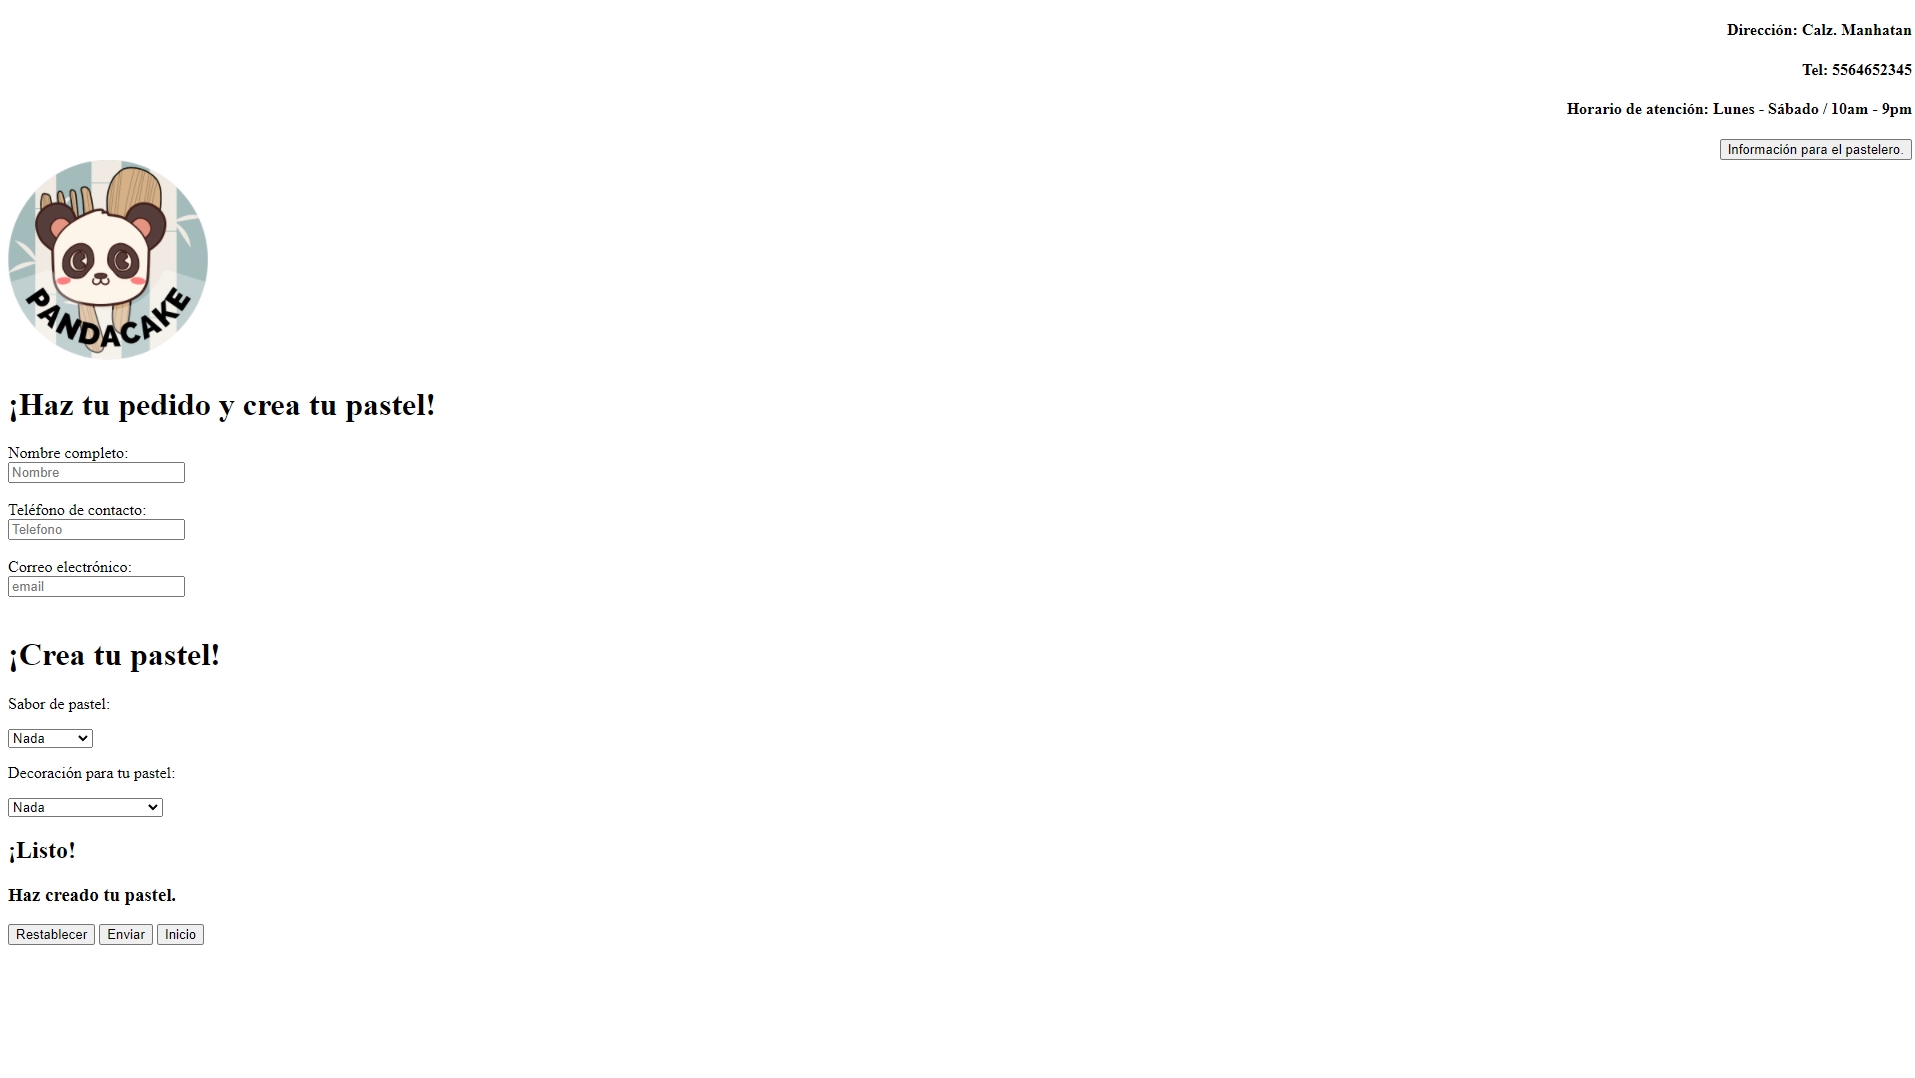 Dirección: Calz. Manhatan
Tel: 5564652345
Horario de atención: Lunes - Sábado / 10am - 9pm
Información para el pastelero.
PANDACAKE
¡Haz tu pedido y crea tu pastel!
Nombre completo:
Nombre
Teléfono de contacto:
Telefono
Correo electrónico:
email
¡Crea tu pastel!
Sabor de pastel:
Nada
Decoración para tu pastel:
Nada
¡Listo!
Haz creado tu pastel.
Restablecer Enviar Inicio